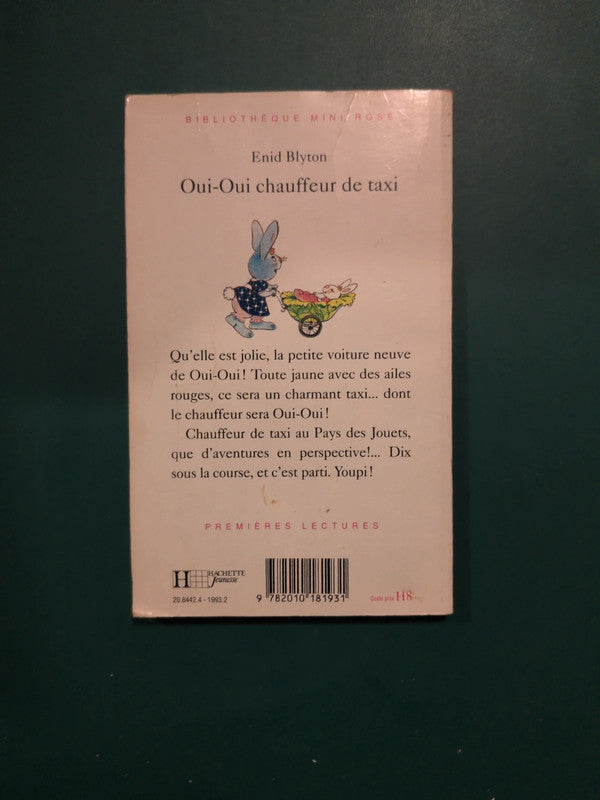 BIBLIOTHÈQUE MINI-ROSE
Enid Blyton
Oui-Oui chauffeur de taxi
Qu'elle est jolie, la petite voiture neuve
de Oui-Oui ! Toute jaune avec des ailes
rouges, ce sera un charmant taxi... dont
le chauffeur sera Oui-Oui !
Chauffeur de taxi au Pays des Jouets,
que d'aventures en perspective!... Dix
sous la course, et c'est parti. Youpi !
PREMIÈRES LECTURES
H HACHETTE
Jeunesse
20.8442.4 - 1993.2
9 782010 181931
Code prix H8